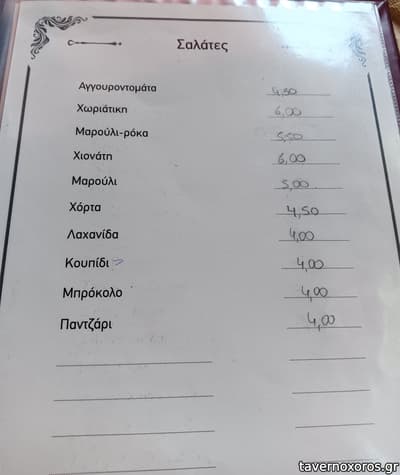 Σαλάτες
Αγγουροντομάτα 4,50
Χωριάτικη 6,00
Μαρούλι-ρόκα 5,50
Χιονάτη 6,00
Μαρούλι 5,00
Χόρτα 4,50
Λαχανίδα 4,00
Κουπίδι 4,00
Μπρόκολο 4,00
Παντζάρι 4,00
tavernoxoros.gr